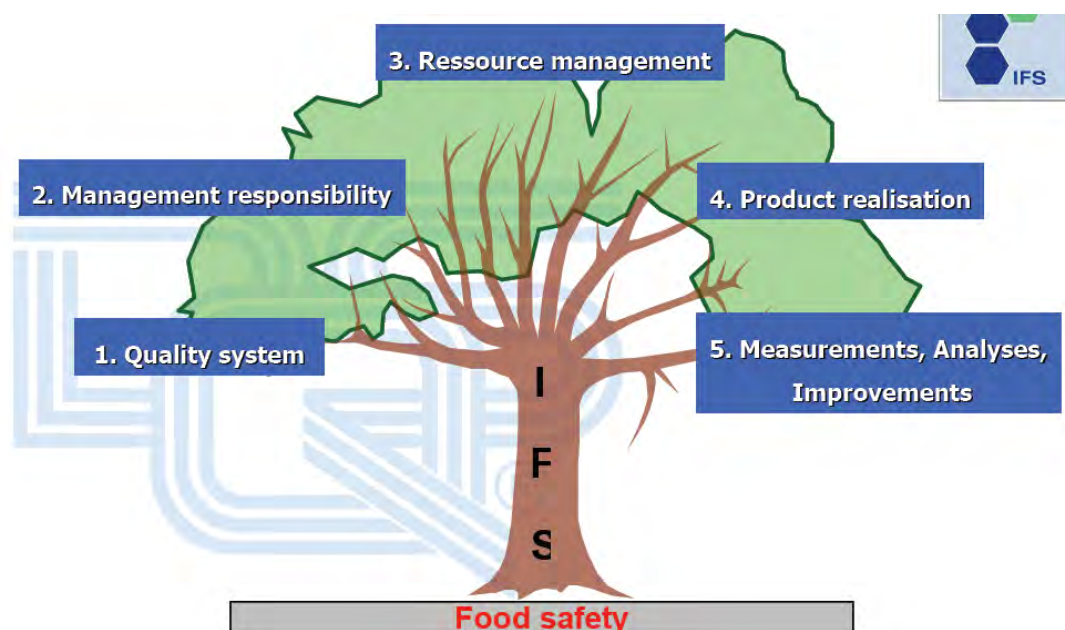 IFS
3. Ressource management
2. Management responsibility
4. Product realisation
1. Quality system
5. Measurements, Analyses,
Improvements
I
F
S
Food safety